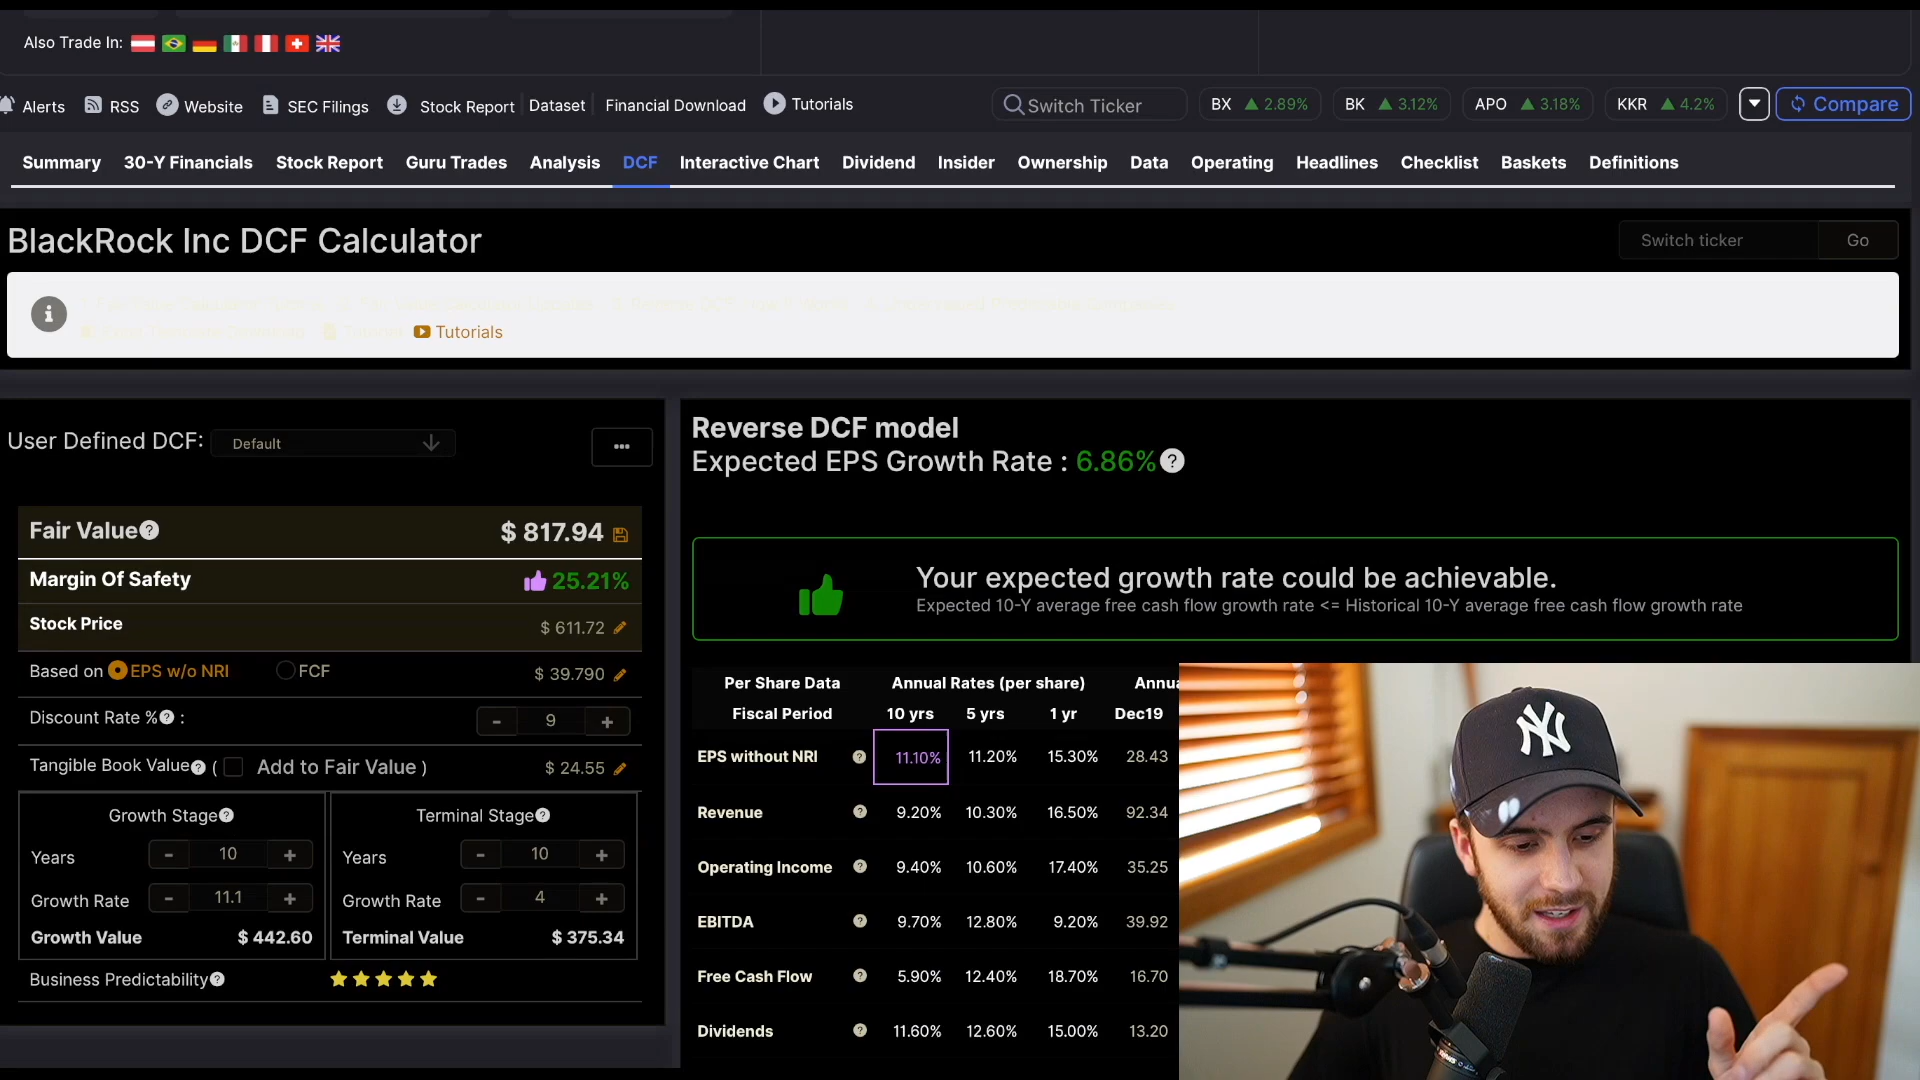 Also Trade In:
Alerts RSS Website SEC Filings Stock Report Dataset Financial Download Tutorials Switch Ticker BX 2.89% BK 3.12% APO 3.18% KKR 4.2% Compare
Summary 30-Y Financials Stock Report Guru Trades Analysis DCF Interactive Chart Dividend Insider Ownership Data Operating Headlines Checklist Baskets Definitions
BlackRock Inc DCF Calculator
Switch ticker Go
Tutorials
User Defined DCF: Default ...
Fair Value $ 817.94
Margin Of Safety 25.21%
Stock Price $ 611.72
Based on EPS w/o NRI FCF $ 39.790
Discount Rate % : - 9 +
Tangible Book Value ( Add to Fair Value ) $ 24.55
Growth Stage Terminal Stage
Years - 10 + Years - 10 +
Growth Rate - 11.1 + Growth Rate - 4 +
Growth Value $ 442.60 Terminal Value $ 375.34
Business Predictability
Reverse DCF model
Expected EPS Growth Rate : 6.86%
Your expected growth rate could be achievable.
Expected 10-Y average free cash flow growth rate <= Historical 10-Y average free cash flow growth rate
Per Share Data Annual Rates (per share)
Fiscal Period 10 yrs 5 yrs 1 yr Dec19
EPS without NRI 11.10% 11.20% 15.30% 28.43
Revenue 9.20% 10.30% 16.50% 92.34
Operating Income 9.40% 10.60% 17.40% 35.25
EBITDA 9.70% 12.80% 9.20% 39.92
Free Cash Flow 5.90% 12.40% 18.70% 16.70
Dividends 11.60% 12.60% 15.00% 13.20
NY